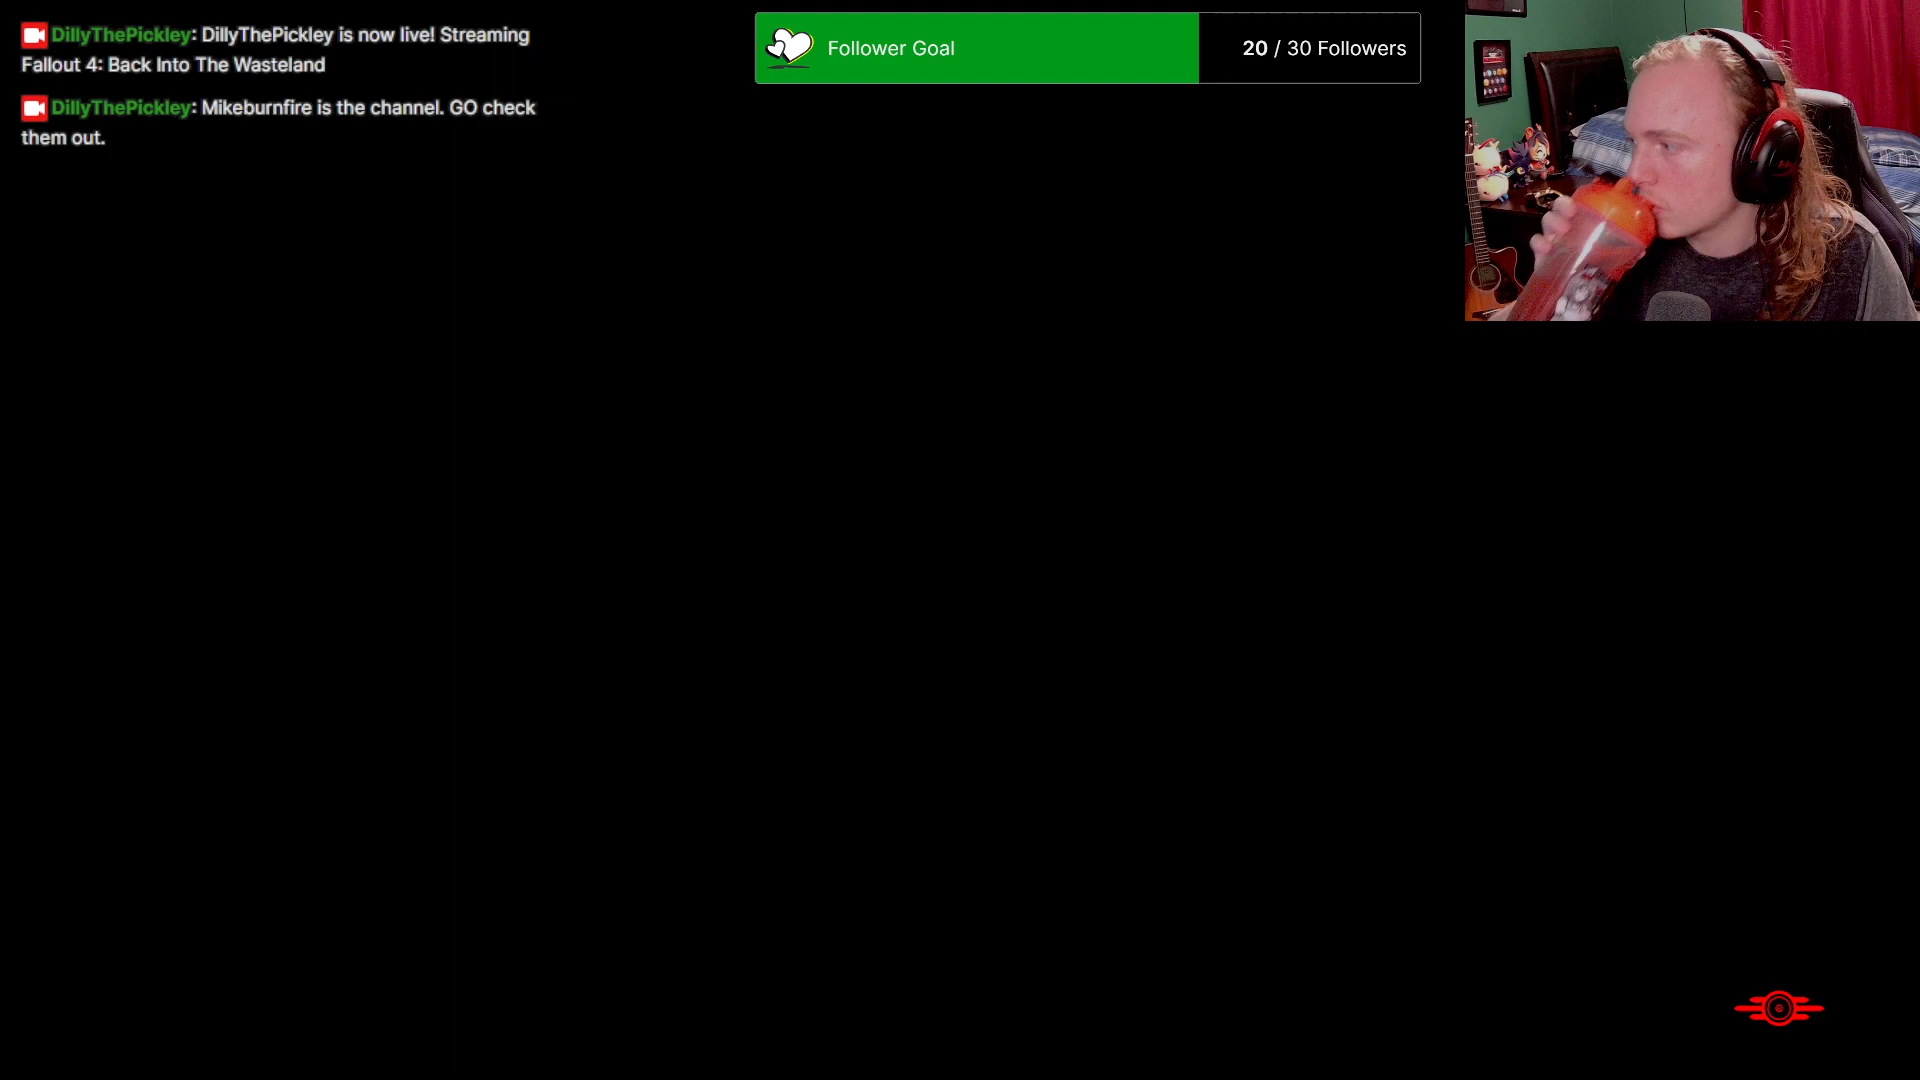 DillyThePickley: DillyThePickley is now live! Streaming
Fallout 4: Back Into The Wasteland
DillyThePickley: Mikeburnfire is the channel. GO check
them out.
Follower Goal
20 / 30 Followers